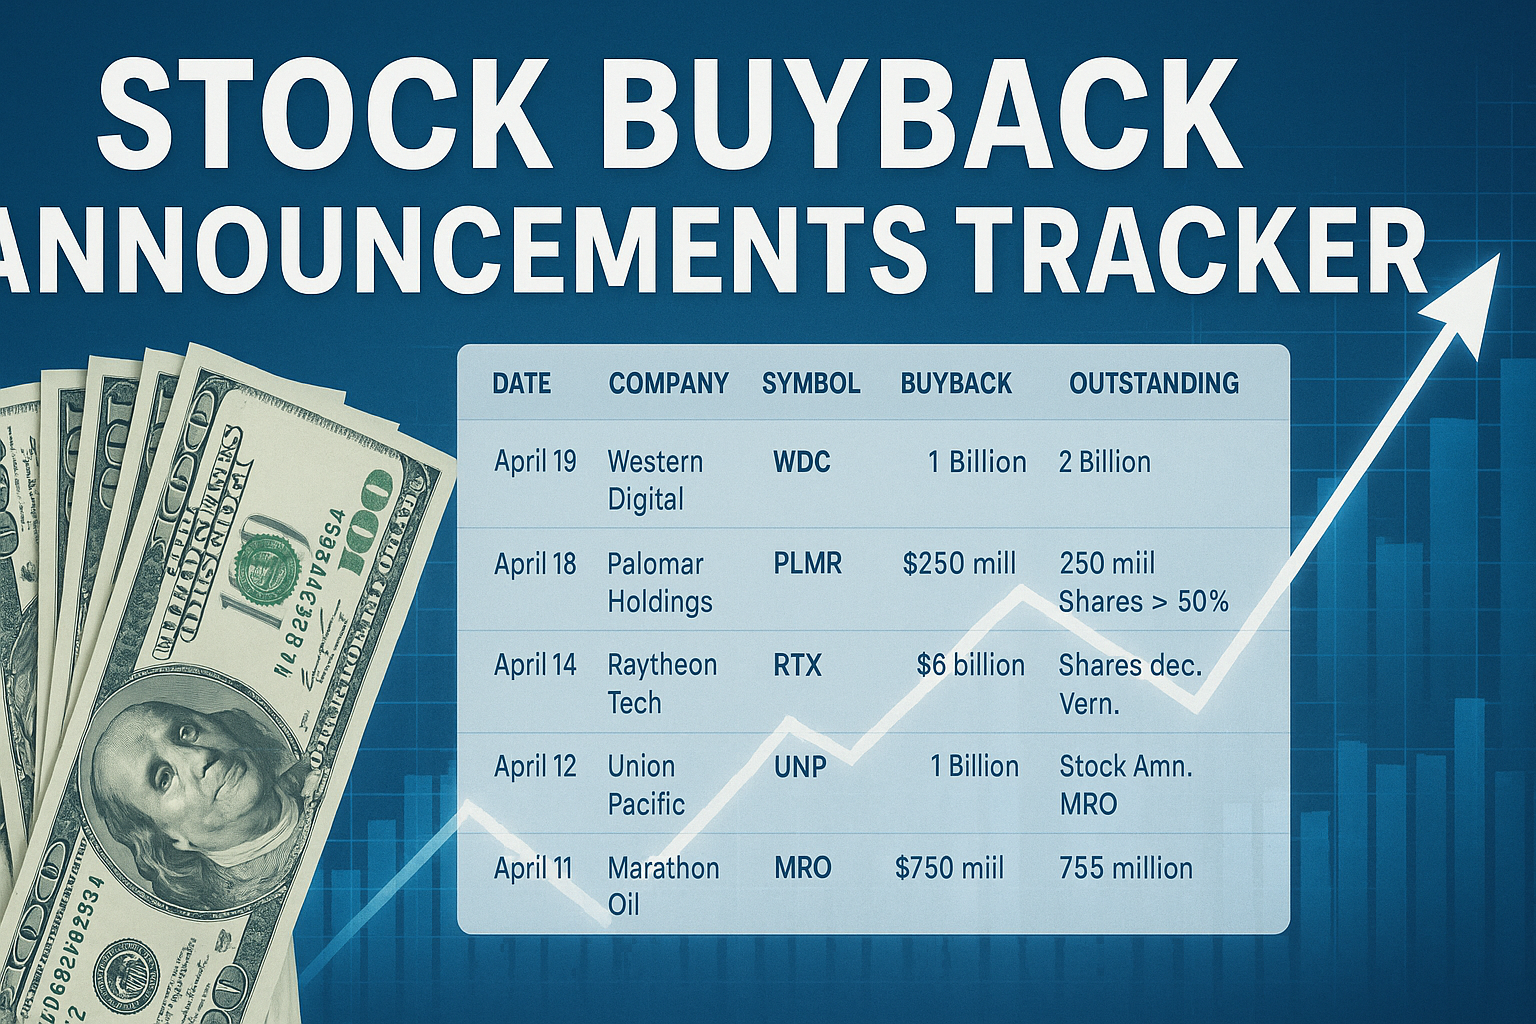 STOCK BUYBACK
ANNOUNCEMENTS TRACKER
DATE COMPANY SYMBOL BUYBACK OUTSTANDING
April 19 Western WDC 1 Billion 2 Billion
Digital
April 18 Palomar PLMR $250 mill 250 miil
Holdings Shares > 50%
April 14 Raytheon RTX $6 billion Shares dec.
Tech Vern.
April 12 Union UNP 1 Billion Stock Amn.
Pacific MRO
April 11 Marathon MRO $750 miil 755 million
Oil
100
100